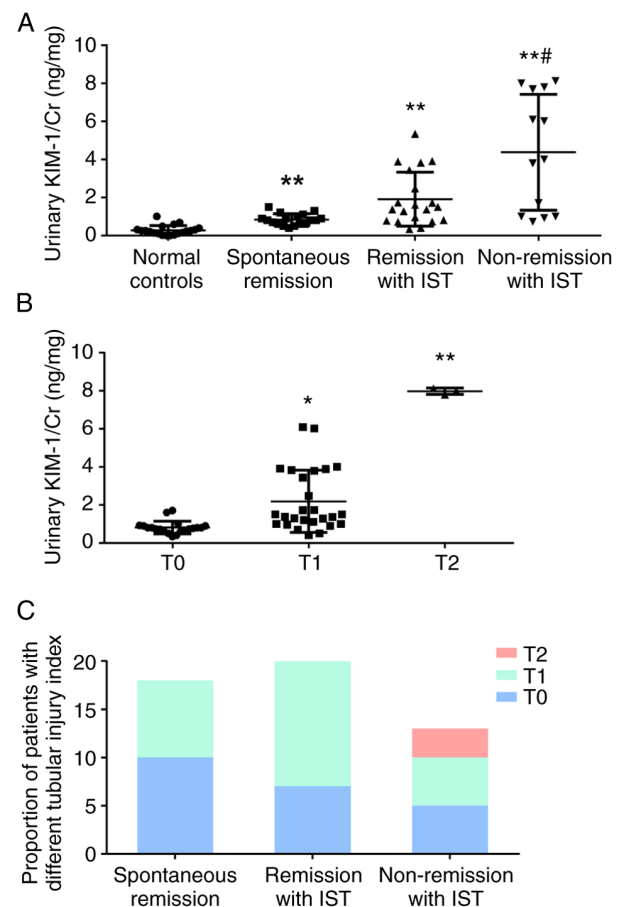 A
Urinary KIM-1/Cr (ng/mg)
10
8
6
4
2
0
**
**
**#
Normal controls
Spontaneous remission
Remission with IST
Non-remission with IST
B
Urinary KIM-1/Cr (ng/mg)
10
8
6
4
2
0
*
**
T0
T1
T2
C
Proportion of patients with
different tubular injury index
20
15
10
5
0
T2
T1
T0
Spontaneous remission
Remission with IST
Non-remission with IST